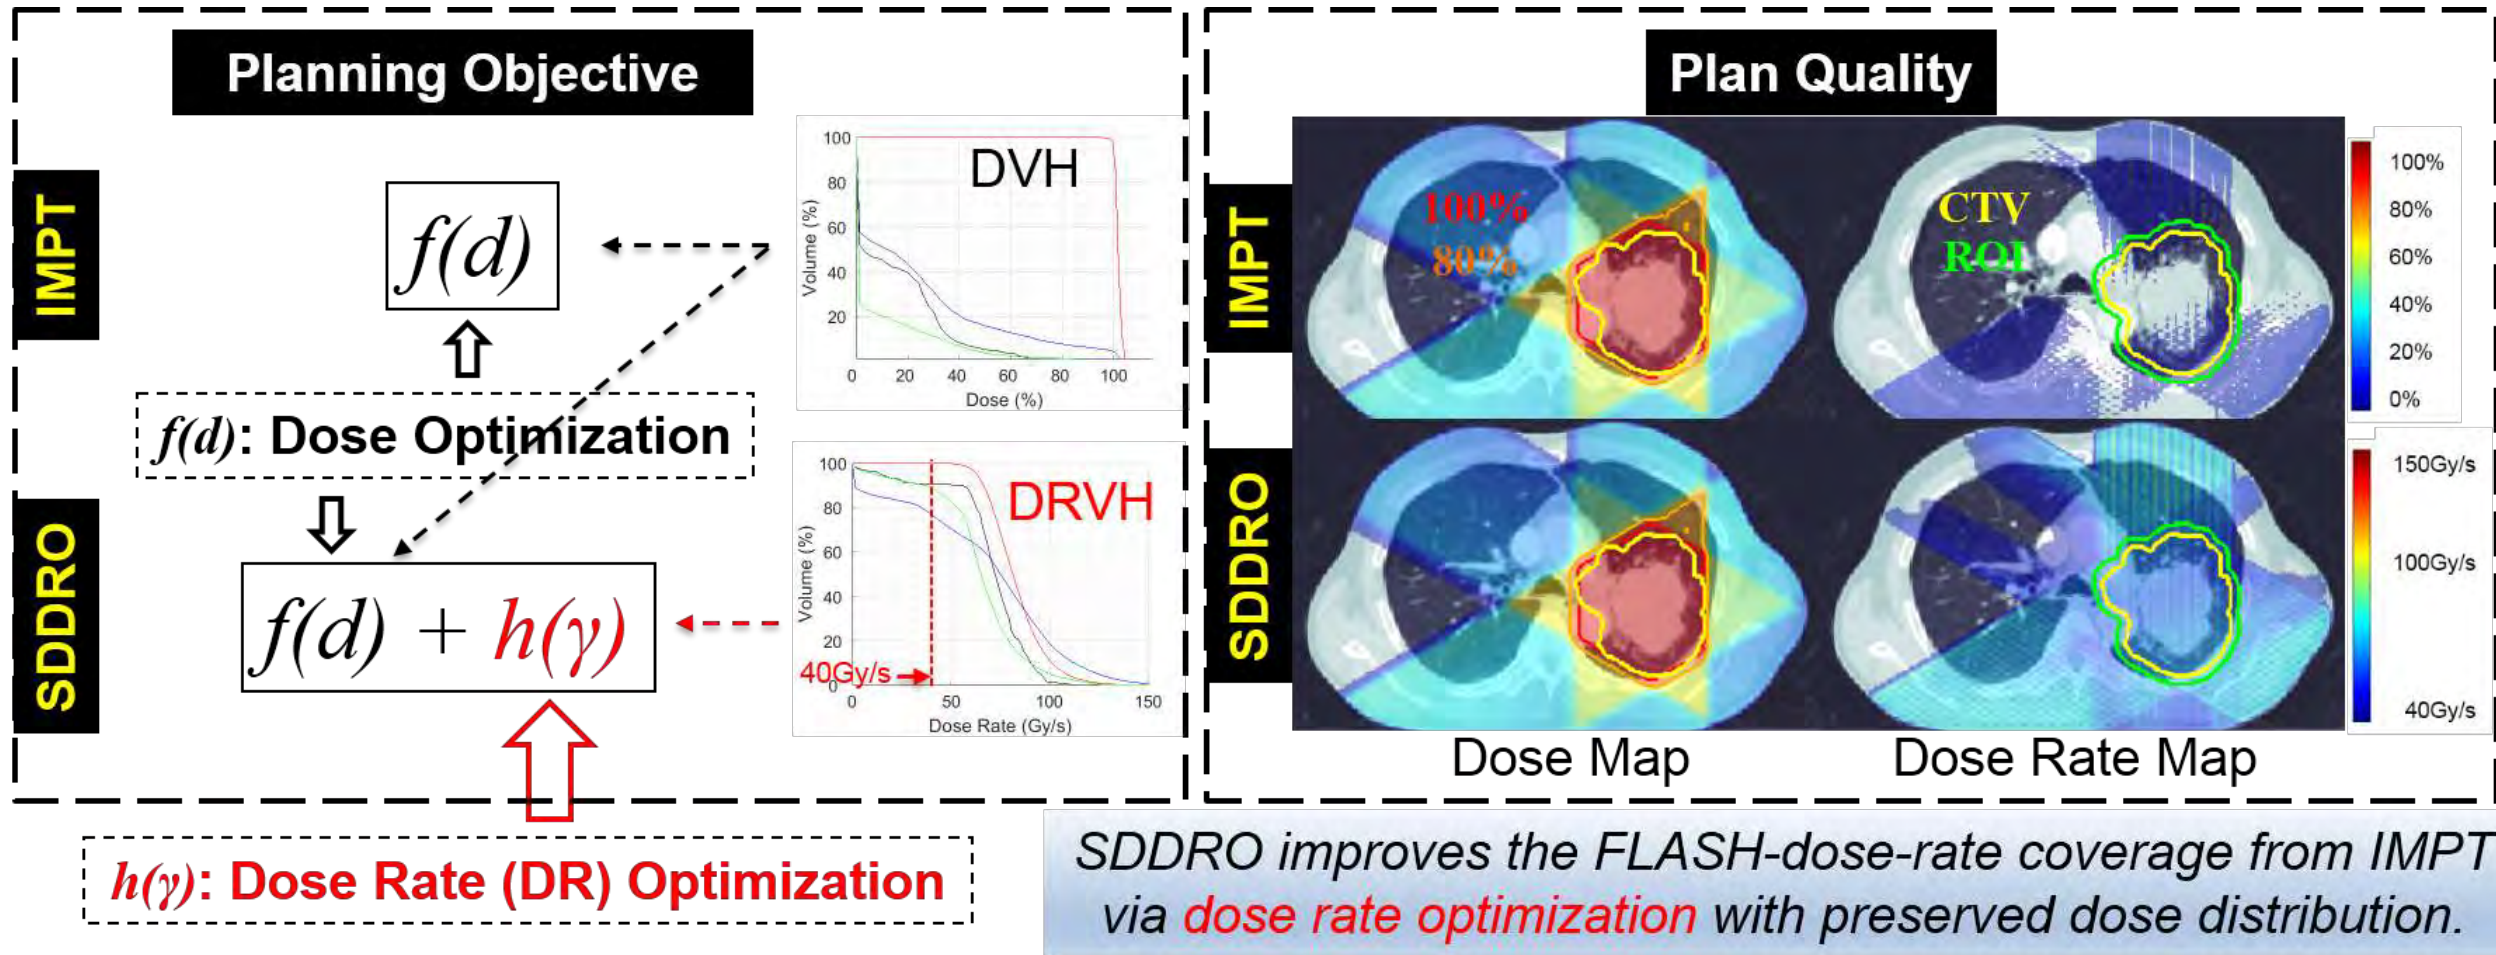 Planning Objective
IMPT
f(d)
f(d): Dose Optimization
SDDRO
f(d) + h(γ)
h(γ): Dose Rate (DR) Optimization
DVH
100
80
60
40
20
Volume (%)
0 20 40 60 80 100
Dose (%)
DRVH
100
80
60
40
20
0
Volume (%)
40Gy/s
0 50 100 150
Dose Rate (Gy/s)
Plan Quality
IMPT
100%
80%
CTV
ROI
100%
80%
60%
40%
20%
0%
SDDRO
150Gy/s
100Gy/s
40Gy/s
Dose Map
Dose Rate Map
SDDRO improves the FLASH-dose-rate coverage from IMPT
via dose rate optimization with preserved dose distribution.